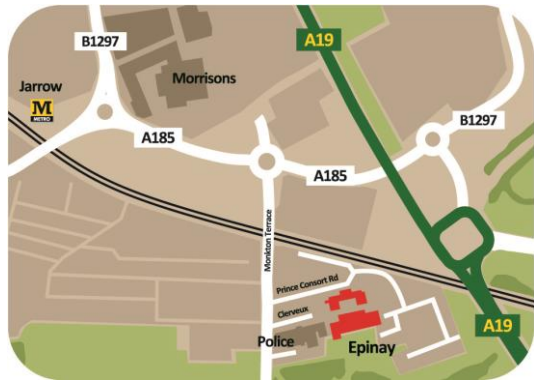 A19
B1297
Morrisons
Jarrow
M
METRO
A185
B1297
A185
Monkton Terrace
Prince Consort Rd
Clerveux
Police
Epinay
A19